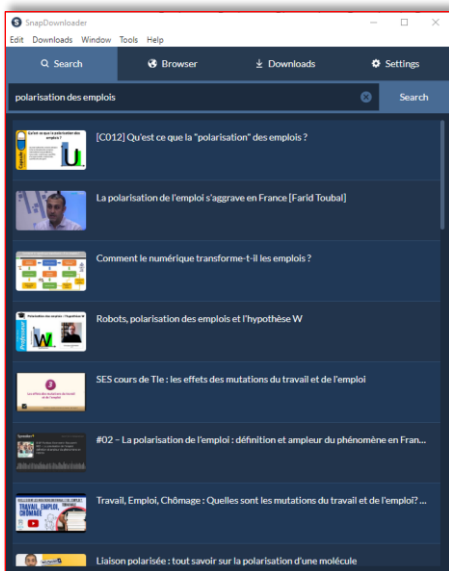 SnapDownloader
Edit Downloads Window Tools Help
Search Browser Downloads Settings
polarisation des emplois Search
[C012] Qu'est ce que la "polarisation" des emplois ?
La polarisation de l'emploi s'aggrave en France [Farid Toubal]
Comment le numérique transforme-t-il les emplois ?
Robots, polarisation des emplois et l'hypothèse W
SES cours de Tle : les effets des mutations du travail et de l'emploi
#02 – La polarisation de l'emploi : définition et ampleur du phénomène en Fran...
Travail, Emploi, Chômage : Quelles sont les mutations du travail et de l'emploi? ...
TRAVAIL, EMPLOI,
CHÔMAGE
Liaison polarisée : tout savoir sur la polarisation d'une molécule